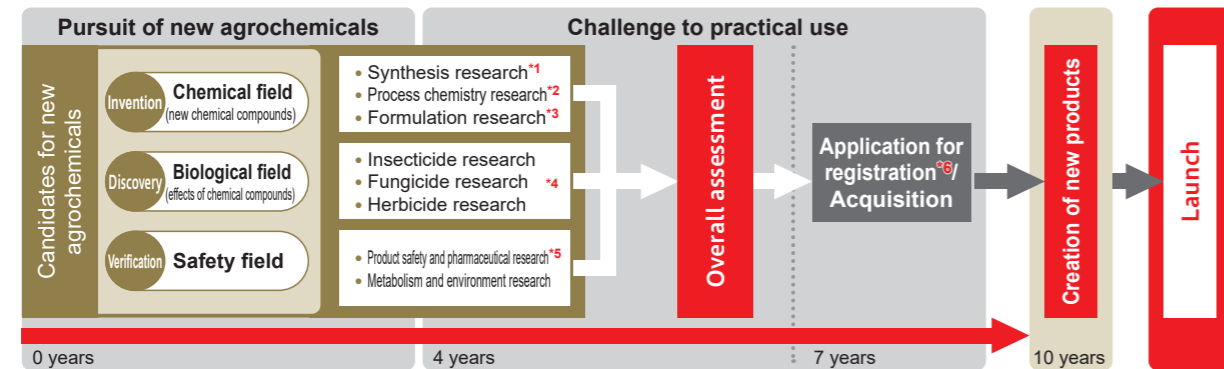 Pursuit of new agrochemicals
Challenge to practical use
Candidates for new
agrochemicals
Invention
Chemical field
(new chemical compounds)
Discovery
Biological field
(effects of chemical compounds)
Verification
Safety field
• Synthesis research*1
• Process chemistry research*2
• Formulation research*3
• Insecticide research
• Fungicide research *4
• Herbicide research
• Product safety and pharmaceutical research*5
• Metabolism and environment research
Overall assessment
Application for
registration*6/
Acquisition
Creation of new products
Launch
0 years
4 years
7 years
10 years